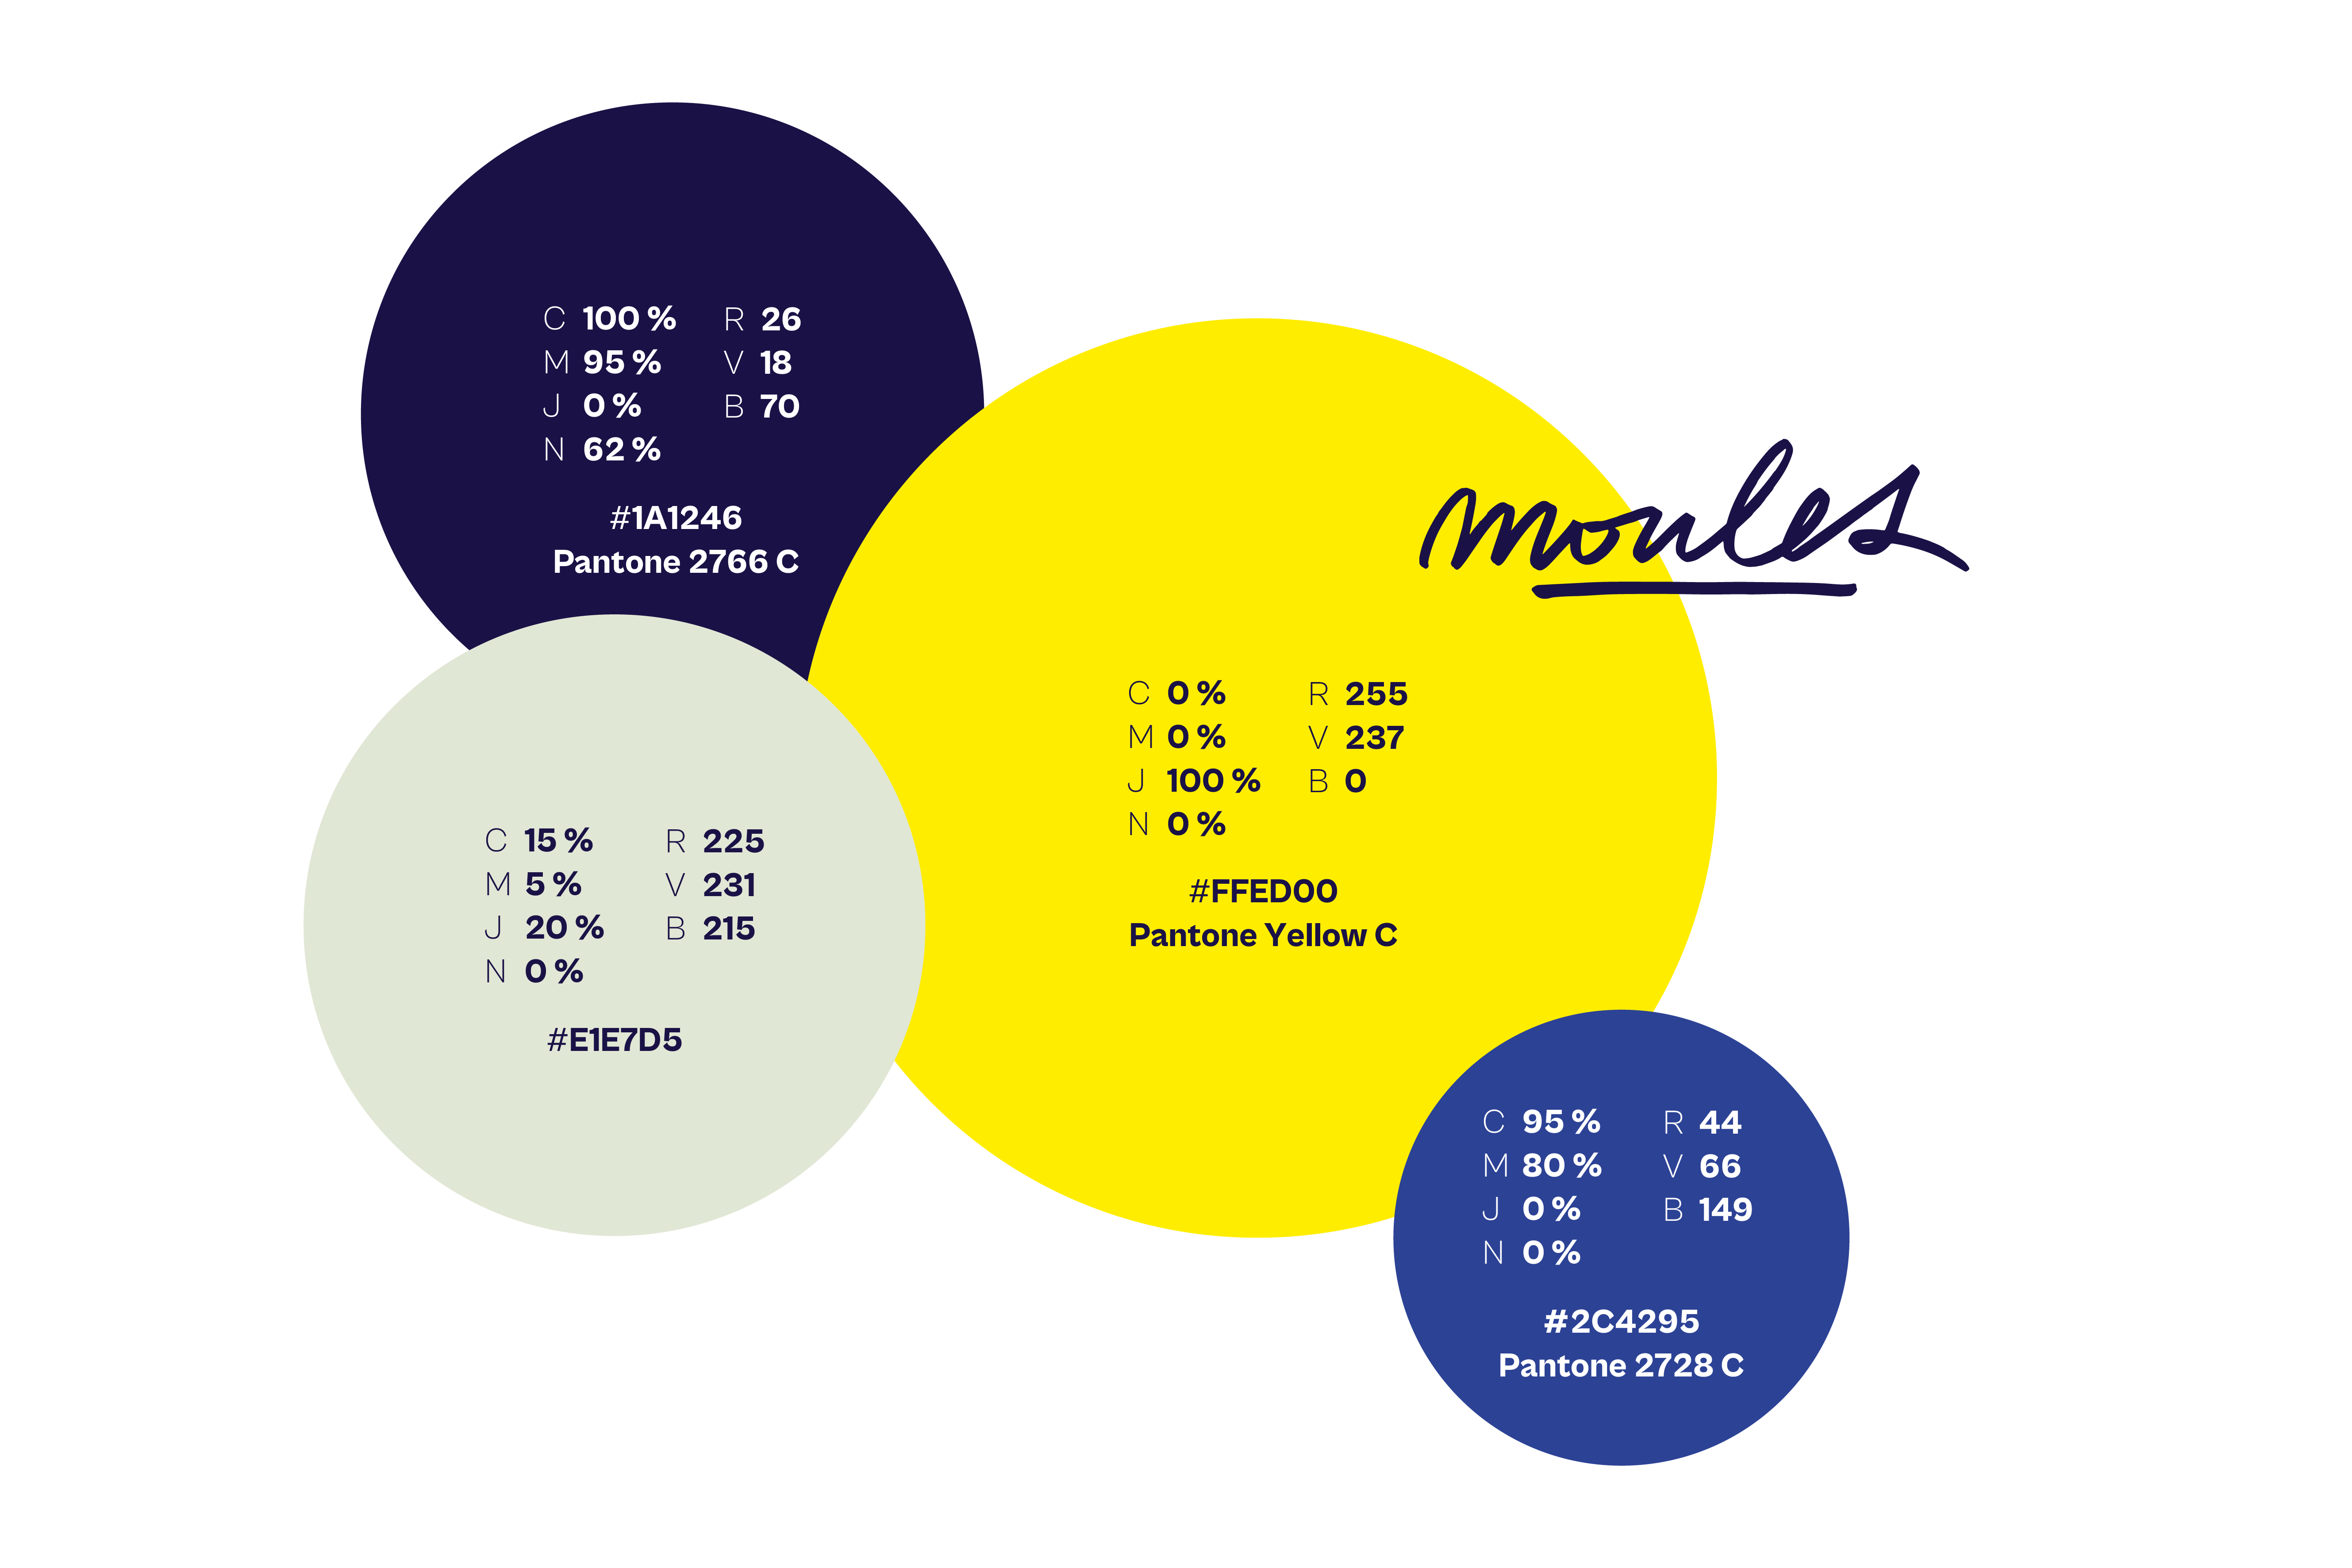 C 100 % R 26
M 95 % V 18
J 0 % B 70
N 62 %
#1A1246
Pantone 2766 C
moules
C 0 % R 255
M 0 % V 237
J 100 % B 0
N 0 %
#FFED00
Pantone Yellow C
C 15 % R 225
M 5 % V 231
J 20 % B 215
N 0 %
#E1E7D5
C 95 % R 44
M 80 % V 66
J 0 % B 149
N 0 %
#2C4295
Pantone 2728 C